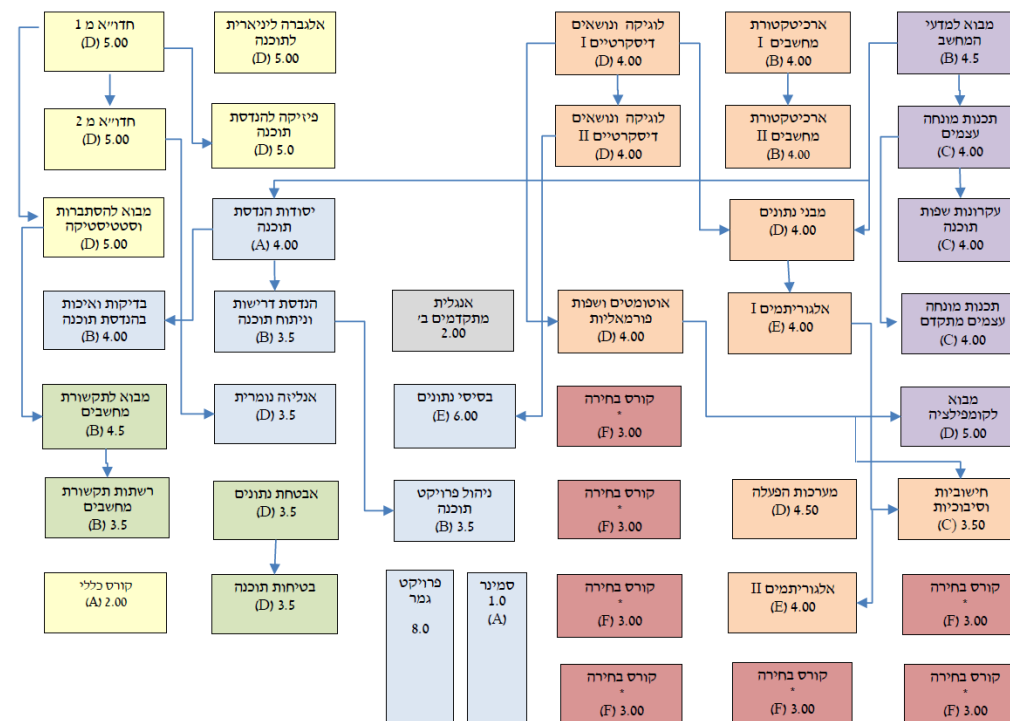 מבוא למדעי
המחשב
(B) 4.5
ארכיטקטורת
מחשבים I
(B) 4.00
לוגיקה ונושאים
דיסקרטיים I
(D) 4.00
אלגברה ליניארית
לתוכנה
(D) 5.00
חדו״א מ 1
(D) 5.00
תכנות מונחה
עצמים
(C) 4.00
ארכיטקטורת
מחשבים II
(B) 4.00
לוגיקה ונושאים
דיסקרטיים II
(D) 4.00
פיזיקה להנדסת
תוכנה
(D) 5.0
חדו״א מ 2
(D) 5.00
עקרונות שפות
תוכנה
(C) 4.00
מבני נתונים
(D) 4.00
יסודות הנדסת
תוכנה
(A) 4.00
מבוא להסתברות
וסטטיסטיקה
(D) 5.00
תכנות מונחה
עצמים מתקדם
(C) 4.00
אלגוריתמים I
(E) 4.00
אוטומטים ושפות
פורמאליות
(D) 4.00
אנגלית
מתקדמים ב׳
2.00
הנדסת דרישות
וניתוח תוכנה
(B) 3.5
בדיקות ואיכות
בהנדסת תוכנה
(B) 4.00
מבוא
לקומפילציה
(D) 5.00
קורס בחירה
*
(F) 3.00
בסיסי נתונים
(E) 6.00
אנליזה נומרית
(D) 3.5
מבוא לתקשורת
מחשבים
(B) 4.5
חישוביות
וסיבוכיות
(C) 3.50
מערכות הפעלה
(D) 4.50
קורס בחירה
*
(F) 3.00
ניהול פרויקט
תוכנה
(B) 3.5
אבטחת נתונים
(D) 3.5
רשתות תקשורת
מחשבים
(B) 3.5
קורס בחירה
*
(F) 3.00
אלגוריתמים II
(E) 4.00
קורס בחירה
*
(F) 3.00
סמינר
1.0
(A)
פרויקט
גמר
8.0
בטיחות תוכנה
(D) 3.5
קורס כללי
(A) 2.00
קורס בחירה
*
(F) 3.00
קורס בחירה
*
(F) 3.00
קורס בחירה
*
(F) 3.00